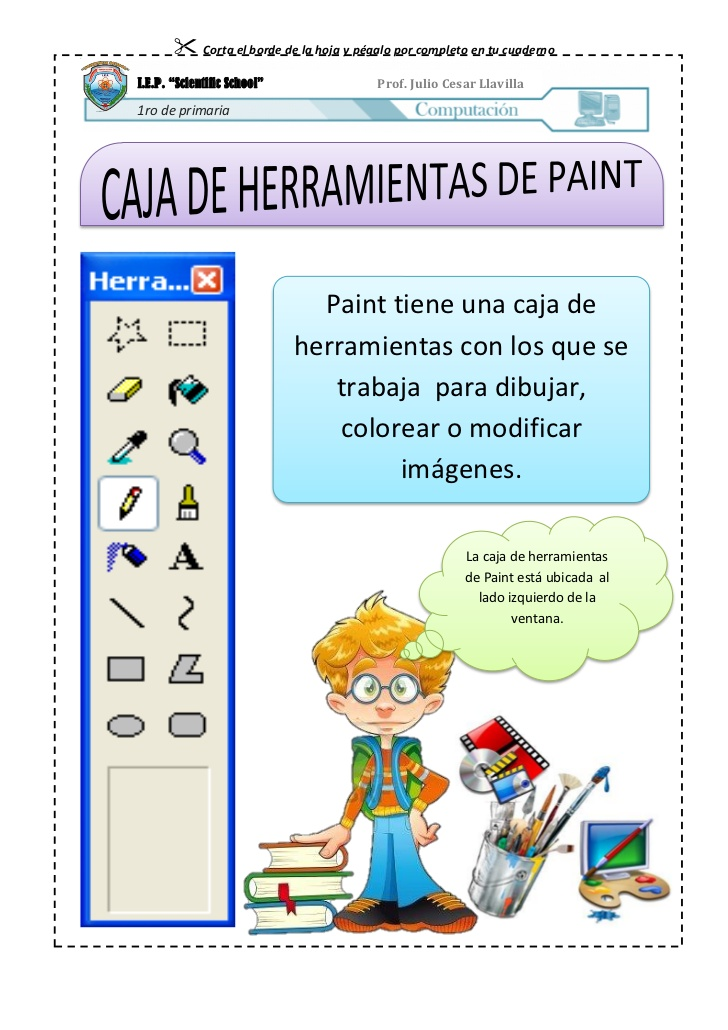 Corta el borde de la hoja y pégalo por completo en tu cuaderno
I.E.P. “Scientific School”
Prof. Julio Cesar Llavilla
1ro de primaria
Computación
CAJA DE HERRAMIENTAS DE PAINT
Herra...
Paint tiene una caja de
herramientas con los que se
trabaja para dibujar,
colorear o modificar
imágenes.
A
La caja de herramientas
de Paint está ubicada al
lado izquierdo de la
ventana.